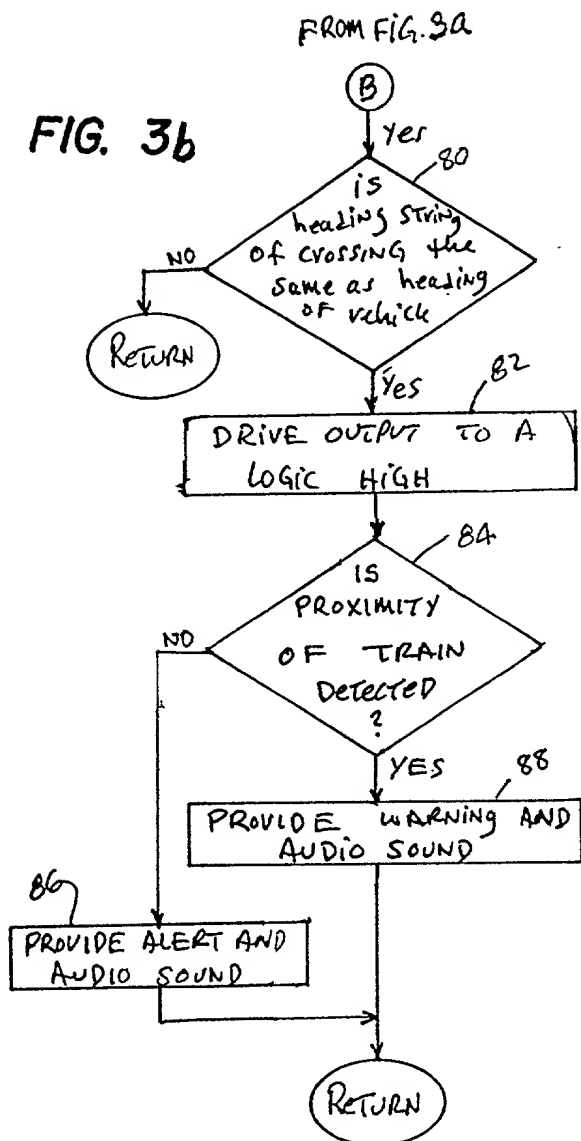 FROM FIG. 3a
B
FIG. 3b
Yes
80
is
heading STring
of crossing the
same as heading
of vehicle
NO
ReTURN
Yes
82
DRIVE OUTPUT TO A
LOGIC HIGH
84
IS
PROXIMITY
OF TRAIN
DeTECTED
?
NO
YES
88
PROVIDE WARNING AND
AUDIO SOUND
86
PROVIDE ALERT AND
AUDIO SOUND
ReTURN